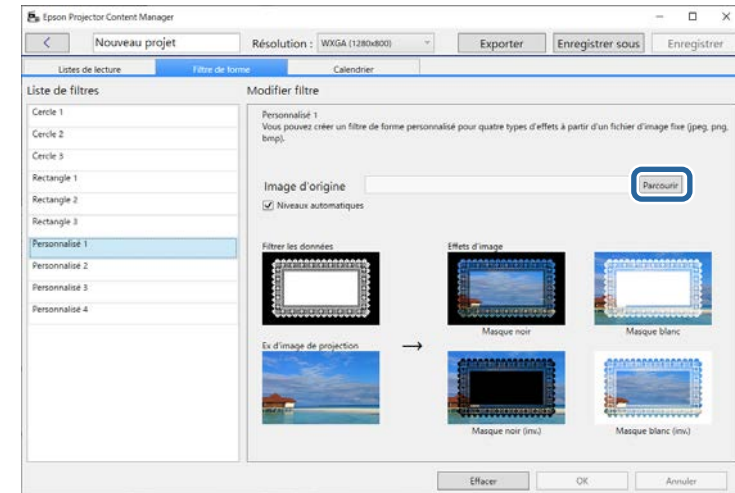 Epson Projector Content Manager
Nouveau projet
Résolution : WXGA (1280x800)
Exporter
Enregistrer sous
Enregistrer
Listes de lecture
Filtre de forme
Calendrier
Liste de filtres
Cercle 1
Cercle 2
Cercle 3
Rectangle 1
Rectangle 2
Rectangle 3
Personnalisé 1
Personnalisé 2
Personnalisé 3
Personnalisé 4
Modifier filtre
Personnalisé 1
Vous pouvez créer un filtre de forme personnalisé pour quatre types d'effets à partir d'un fichier d'image fixe (jpeg, png,
bmp).
Image d'origine
Parcourir
Niveaux automatiques
Filtrer les données
Effets d'image
Masque noir
Masque blanc
Ex d'image de projection
Masque noir (inv.)
Masque blanc (inv.)
Effacer
OK
Annuler